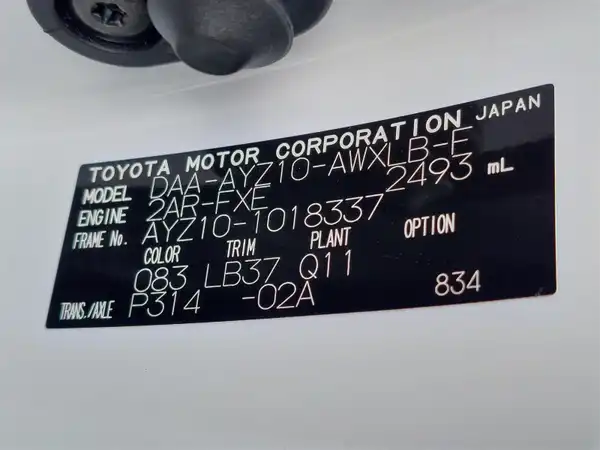 TOYOTA MOTOR CORPORATION JAPAN
MODEL DAA-AYZ10-AWXLB-E
ENGINE 2AR-FXE 2493 mL
FRAME No. AYZ10-1018337
COLOR TRIM PLANT OPTION
083 LB37 Q11
TRANS./AXLE P314 -02A 834